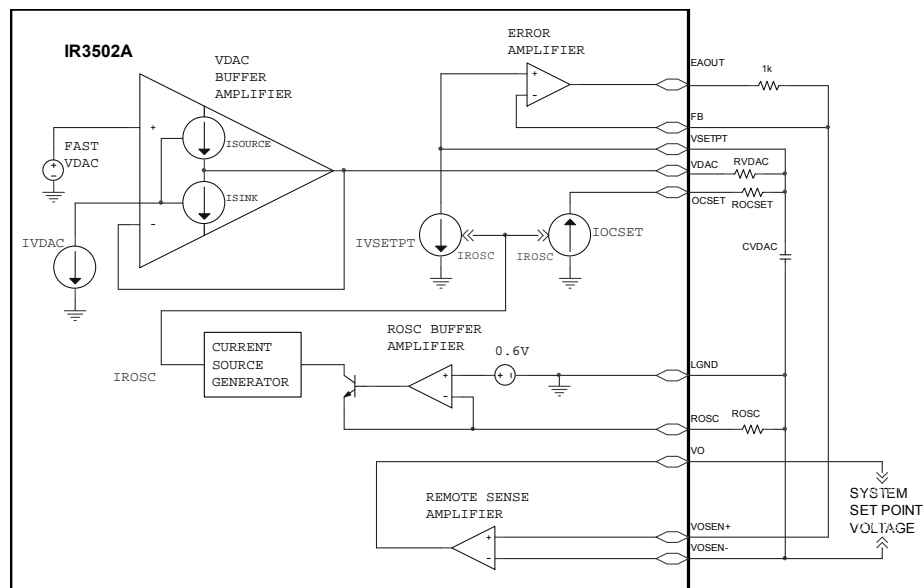 IR3502A
VDAC
BUFFER
AMPLIFIER
ERROR
AMPLIFIER
EAOUT
1k
+
-
FAST
VDAC
+
-
+
-
ISOURCE
ISINK
IVDAC
FB
VSETPT
VDAC
RVDAC
OCSET
ROCSET
IVSETPT
IROSC
IROSC
IOCSET
CVDAC
ROSC BUFFER
AMPLIFIER
0.6V
CURRENT
SOURCE
GENERATOR
IROSC
+
-
+ -
LGND
ROSC
ROSC
VO
REMOTE SENSE
AMPLIFIER
SYSTEM
SET POINT
VOLTAGE
+
-
VOSEN+
VOSEN-